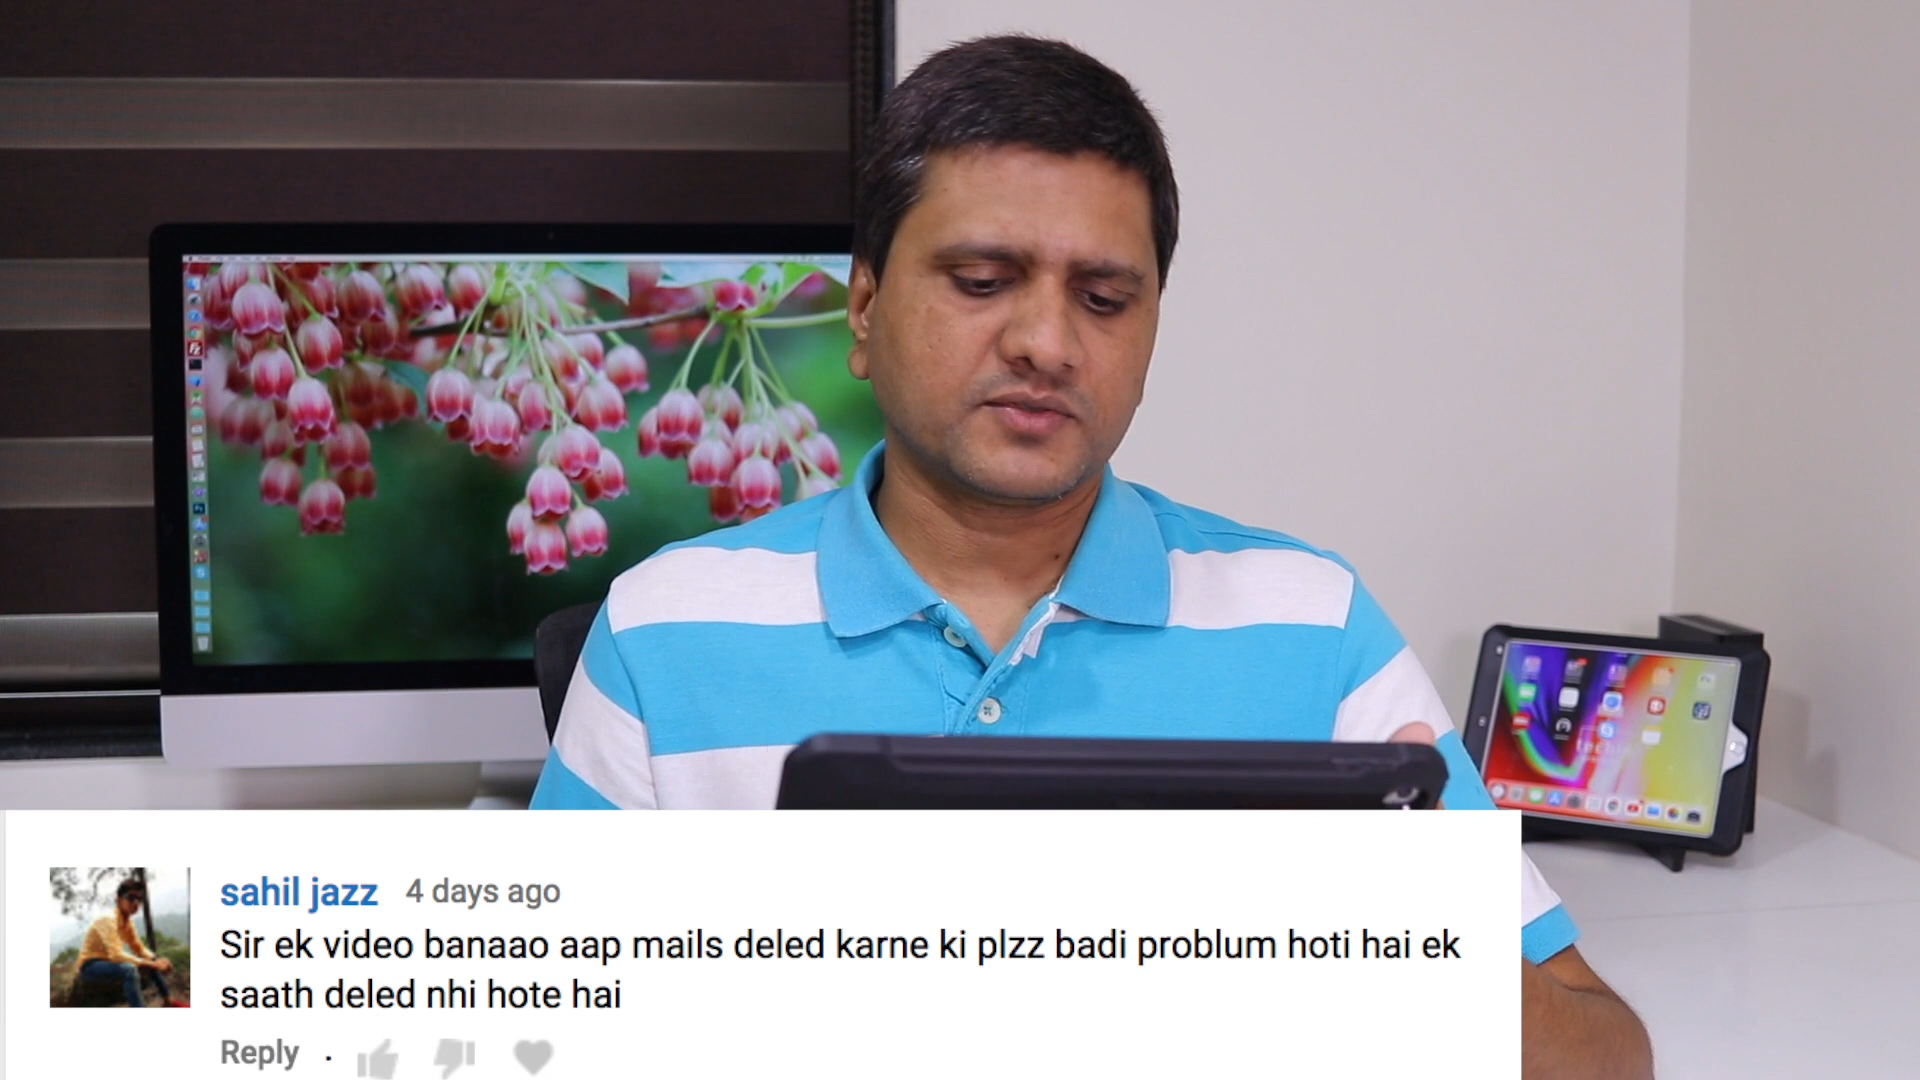 sahil jazz 4 days ago
Sir ek video banaao aap mails deled karne ki plzz badi problum hoti hai ek
saath deled nhi hote hai
Reply .